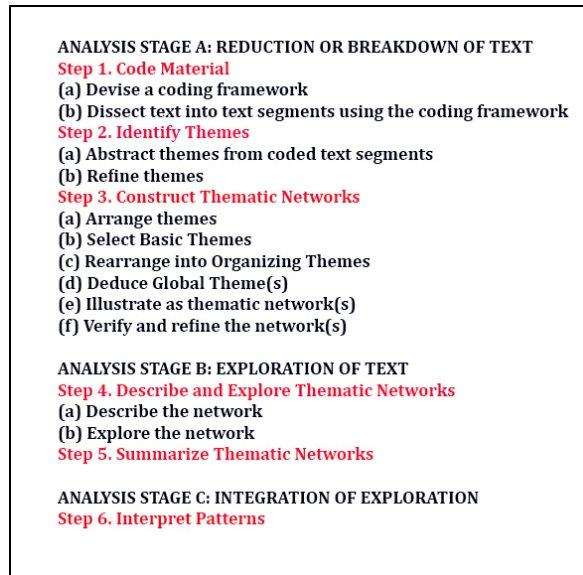 ANALYSIS STAGE A: REDUCTION OR BREAKDOWN OF TEXT
Step 1. Code Material
(a) Devise a coding framework
(b) Dissect text into text segments using the coding framework
Step 2. Identify Themes
(a) Abstract themes from coded text segments
(b) Refine themes
Step 3. Construct Thematic Networks
(a) Arrange themes
(b) Select Basic Themes
(c) Rearrange into Organizing Themes
(d) Deduce Global Theme(s)
(e) Illustrate as thematic network(s)
(f) Verify and refine the network(s)
ANALYSIS STAGE B: EXPLORATION OF TEXT
Step 4. Describe and Explore Thematic Networks
(a) Describe the network
(b) Explore the network
Step 5. Summarize Thematic Networks
ANALYSIS STAGE C: INTEGRATION OF EXPLORATION
Step 6. Interpret Patterns